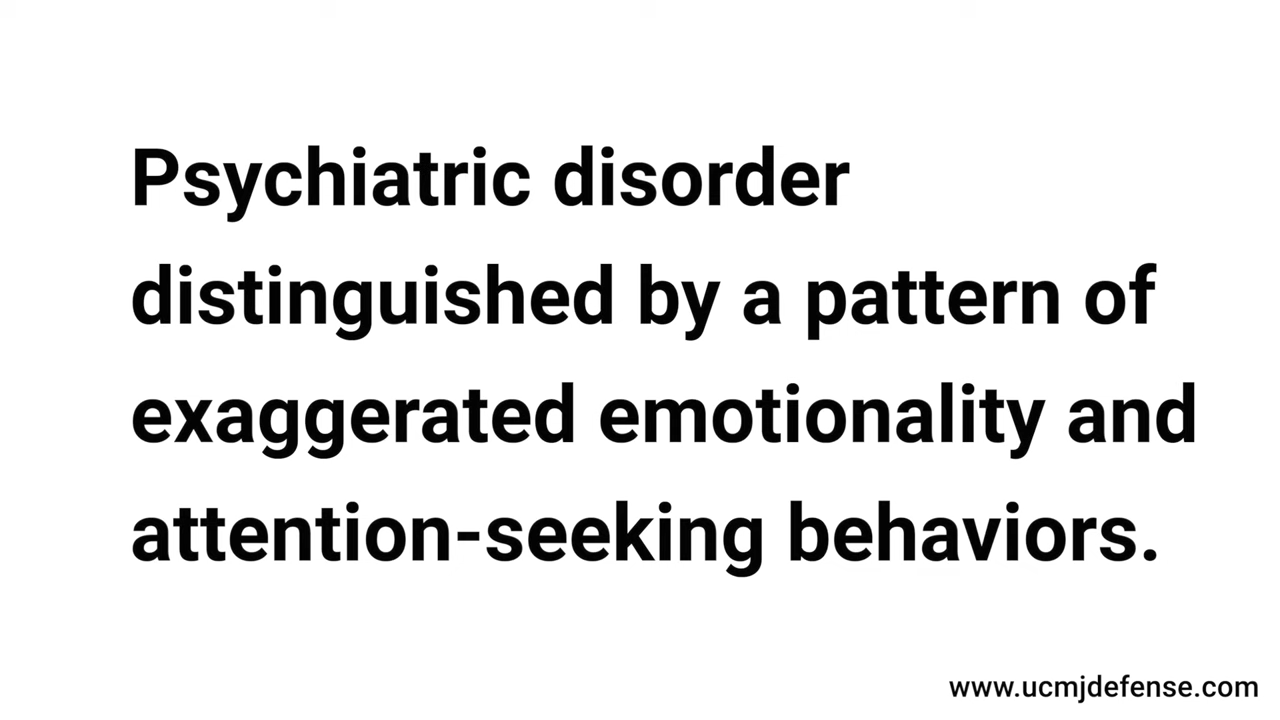 Psychiatric disorder
distinguished by a pattern of
exaggerated emotionality and
attention-seeking behaviors.
www.ucmjdefense.com